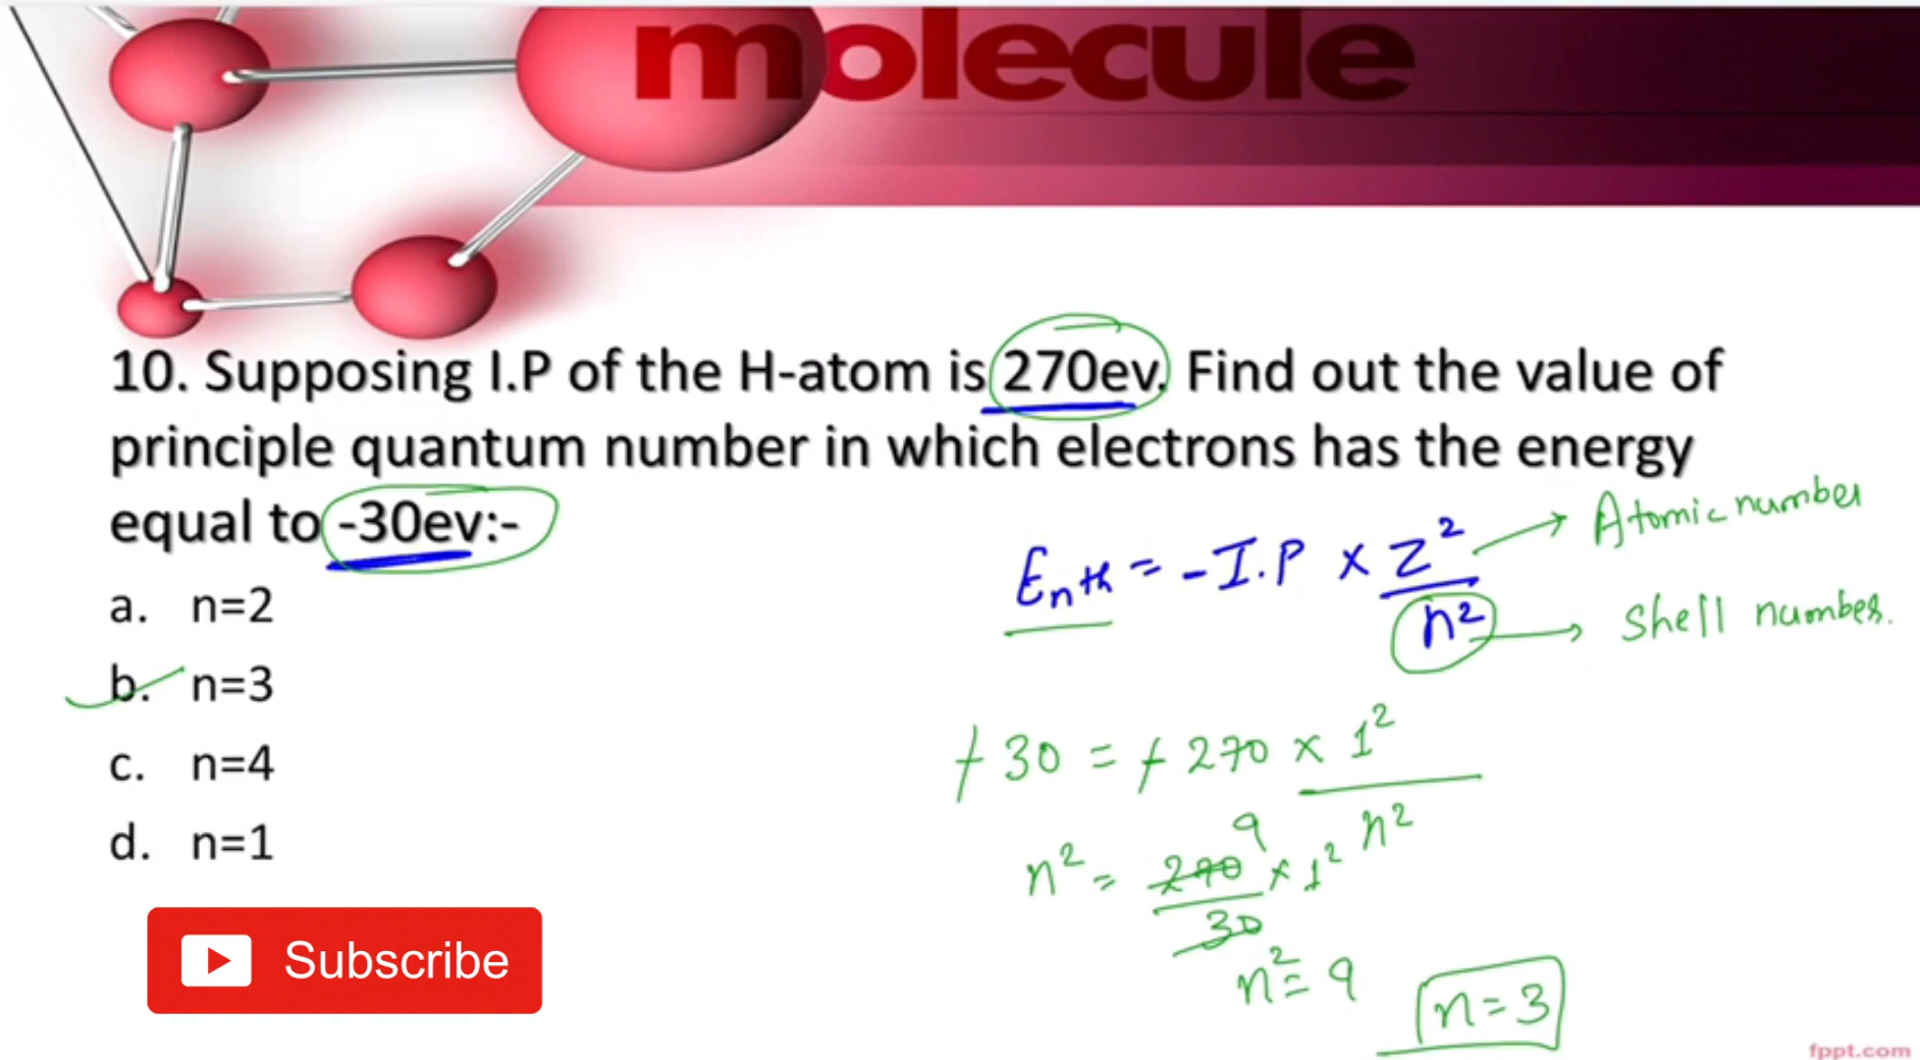 molecule
10. Supposing I.P of the H-atom is 270ev. Find out the value of
principle quantum number in which electrons has the energy
equal to -30ev:-
a. n=2
b. n=3
c. n=4
d. n=1
Enth = -I.P × Z²
n²
Atomic number
Shell number.
-30 = -270 × 1²
n²
n² = 270 × 1²
9
30
n² = 9
n=3
Subscribe
fppt.com